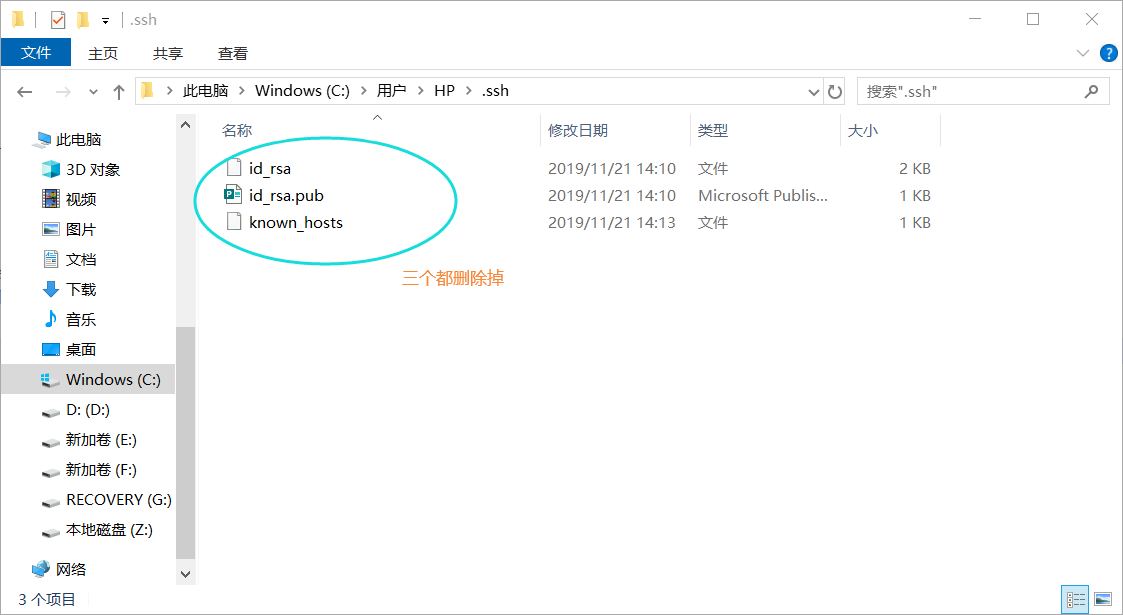 .ssh
文件 主页 共享 查看
此电脑 Windows (C:) 用户 HP .ssh
搜索".ssh"
名称 修改日期 类型 大小
id_rsa 2019/11/21 14:10 文件 2 KB
id_rsa.pub 2019/11/21 14:10 Microsoft Publis... 1 KB
known_hosts 2019/11/21 14:13 文件 1 KB
三个都删除掉
此电脑
3D 对象
视频
图片
文档
下载
音乐
桌面
Windows (C:)
D: (D:)
新加卷 (E:)
新加卷 (F:)
RECOVERY (G:)
本地磁盘 (Z:)
网络
3 个项目